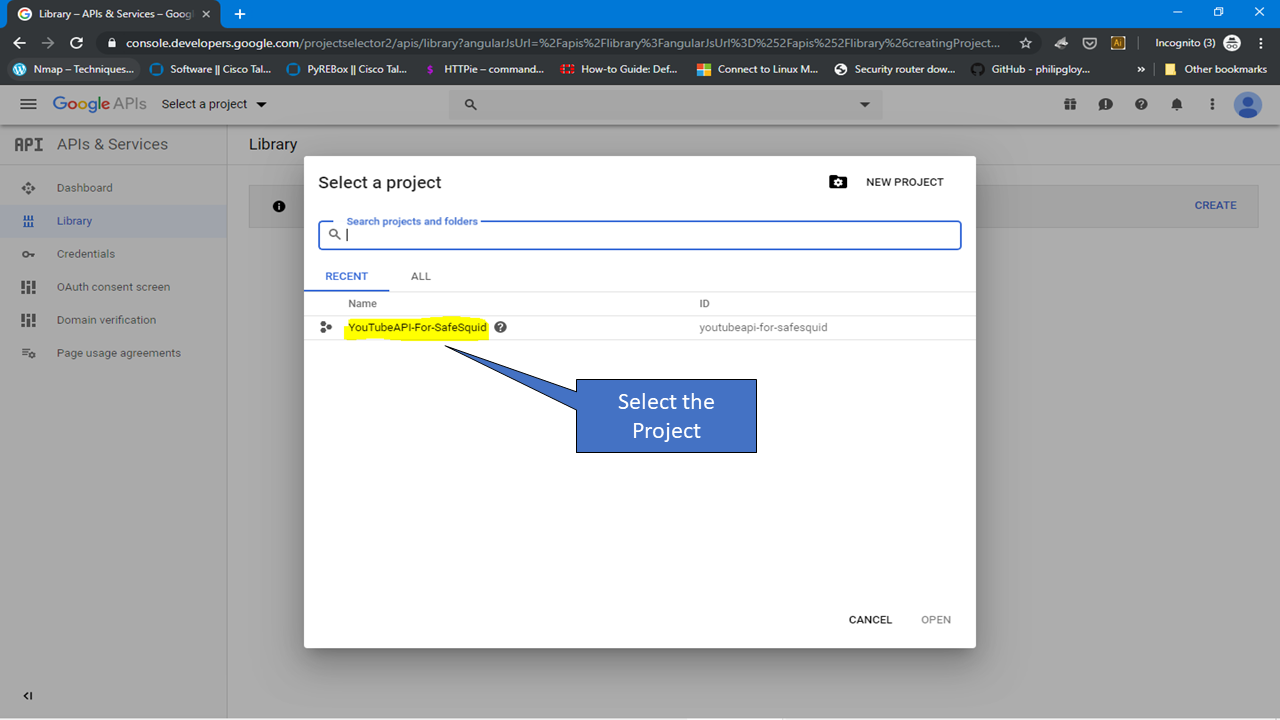 Library – APIs & Services – Goog
console.developers.google.com/projectselector2/apis/library?angularJsUrl=%2Fapis%2Flibrary%3FangularJsUrl%3D%252Fapis%252Flibrary%26creatingProject...
Ai
Incognito (3)
Nmap – Techniques...
Software || Cisco Tal...
PyREBox || Cisco Tal...
$ HTTPie – command...
How-to Guide: Def...
Connect to Linux M...
Security router dow...
GitHub - philipgloy...
»
Other bookmarks
Google APIs
Select a project
API APIs & Services
Library
Dashboard
Library
Credentials
OAuth consent screen
Domain verification
Page usage agreements
CREATE
Select a project
NEW PROJECT
Search projects and folders
RECENT
ALL
Name
ID
YouTubeAPI-For-SafeSquid
youtubeapi-for-safesquid
Select the
Project
CANCEL
OPEN